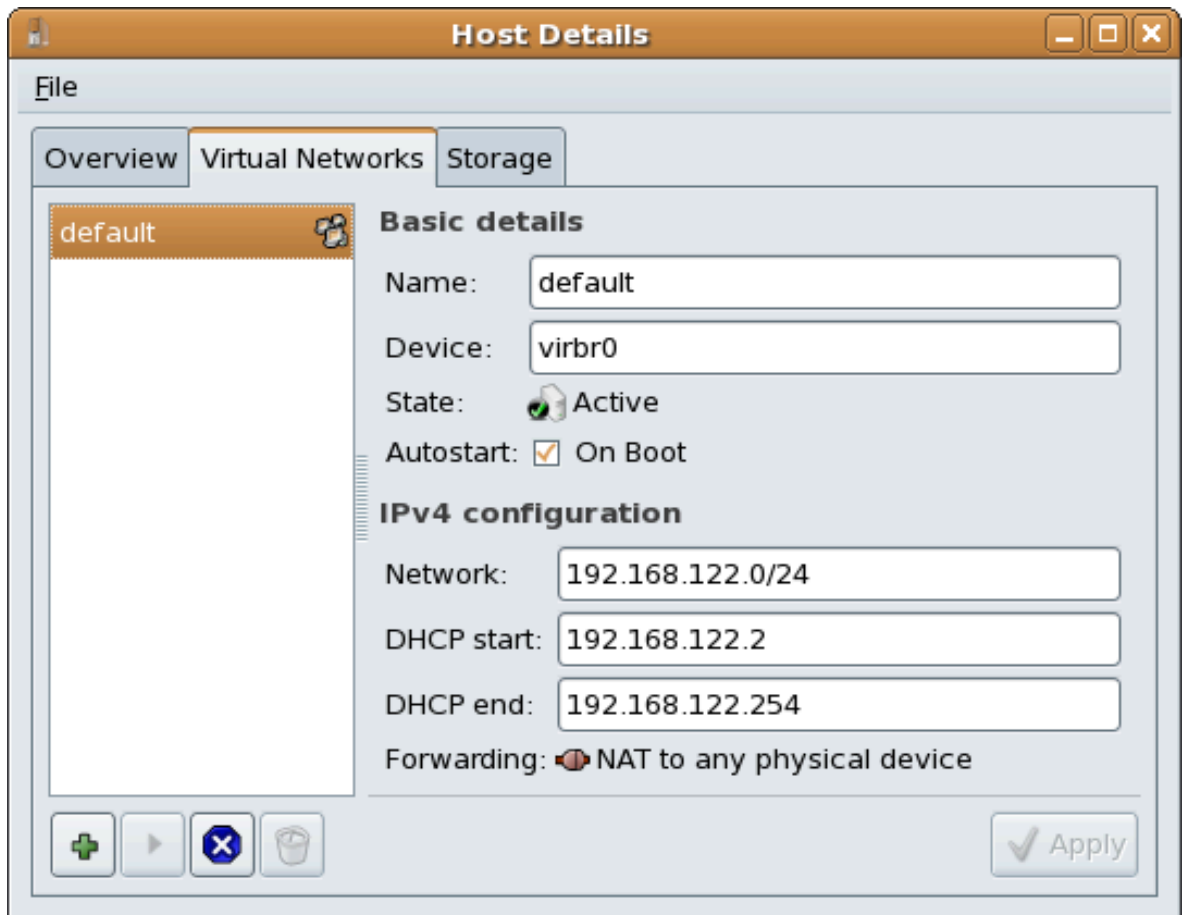 Host Details
File
Overview Virtual Networks Storage
default
Basic details
Name: default
Device: virbr0
State: Active
Autostart: On Boot
IPv4 configuration
Network: 192.168.122.0/24
DHCP start: 192.168.122.2
DHCP end: 192.168.122.254
Forwarding: NAT to any physical device
Apply